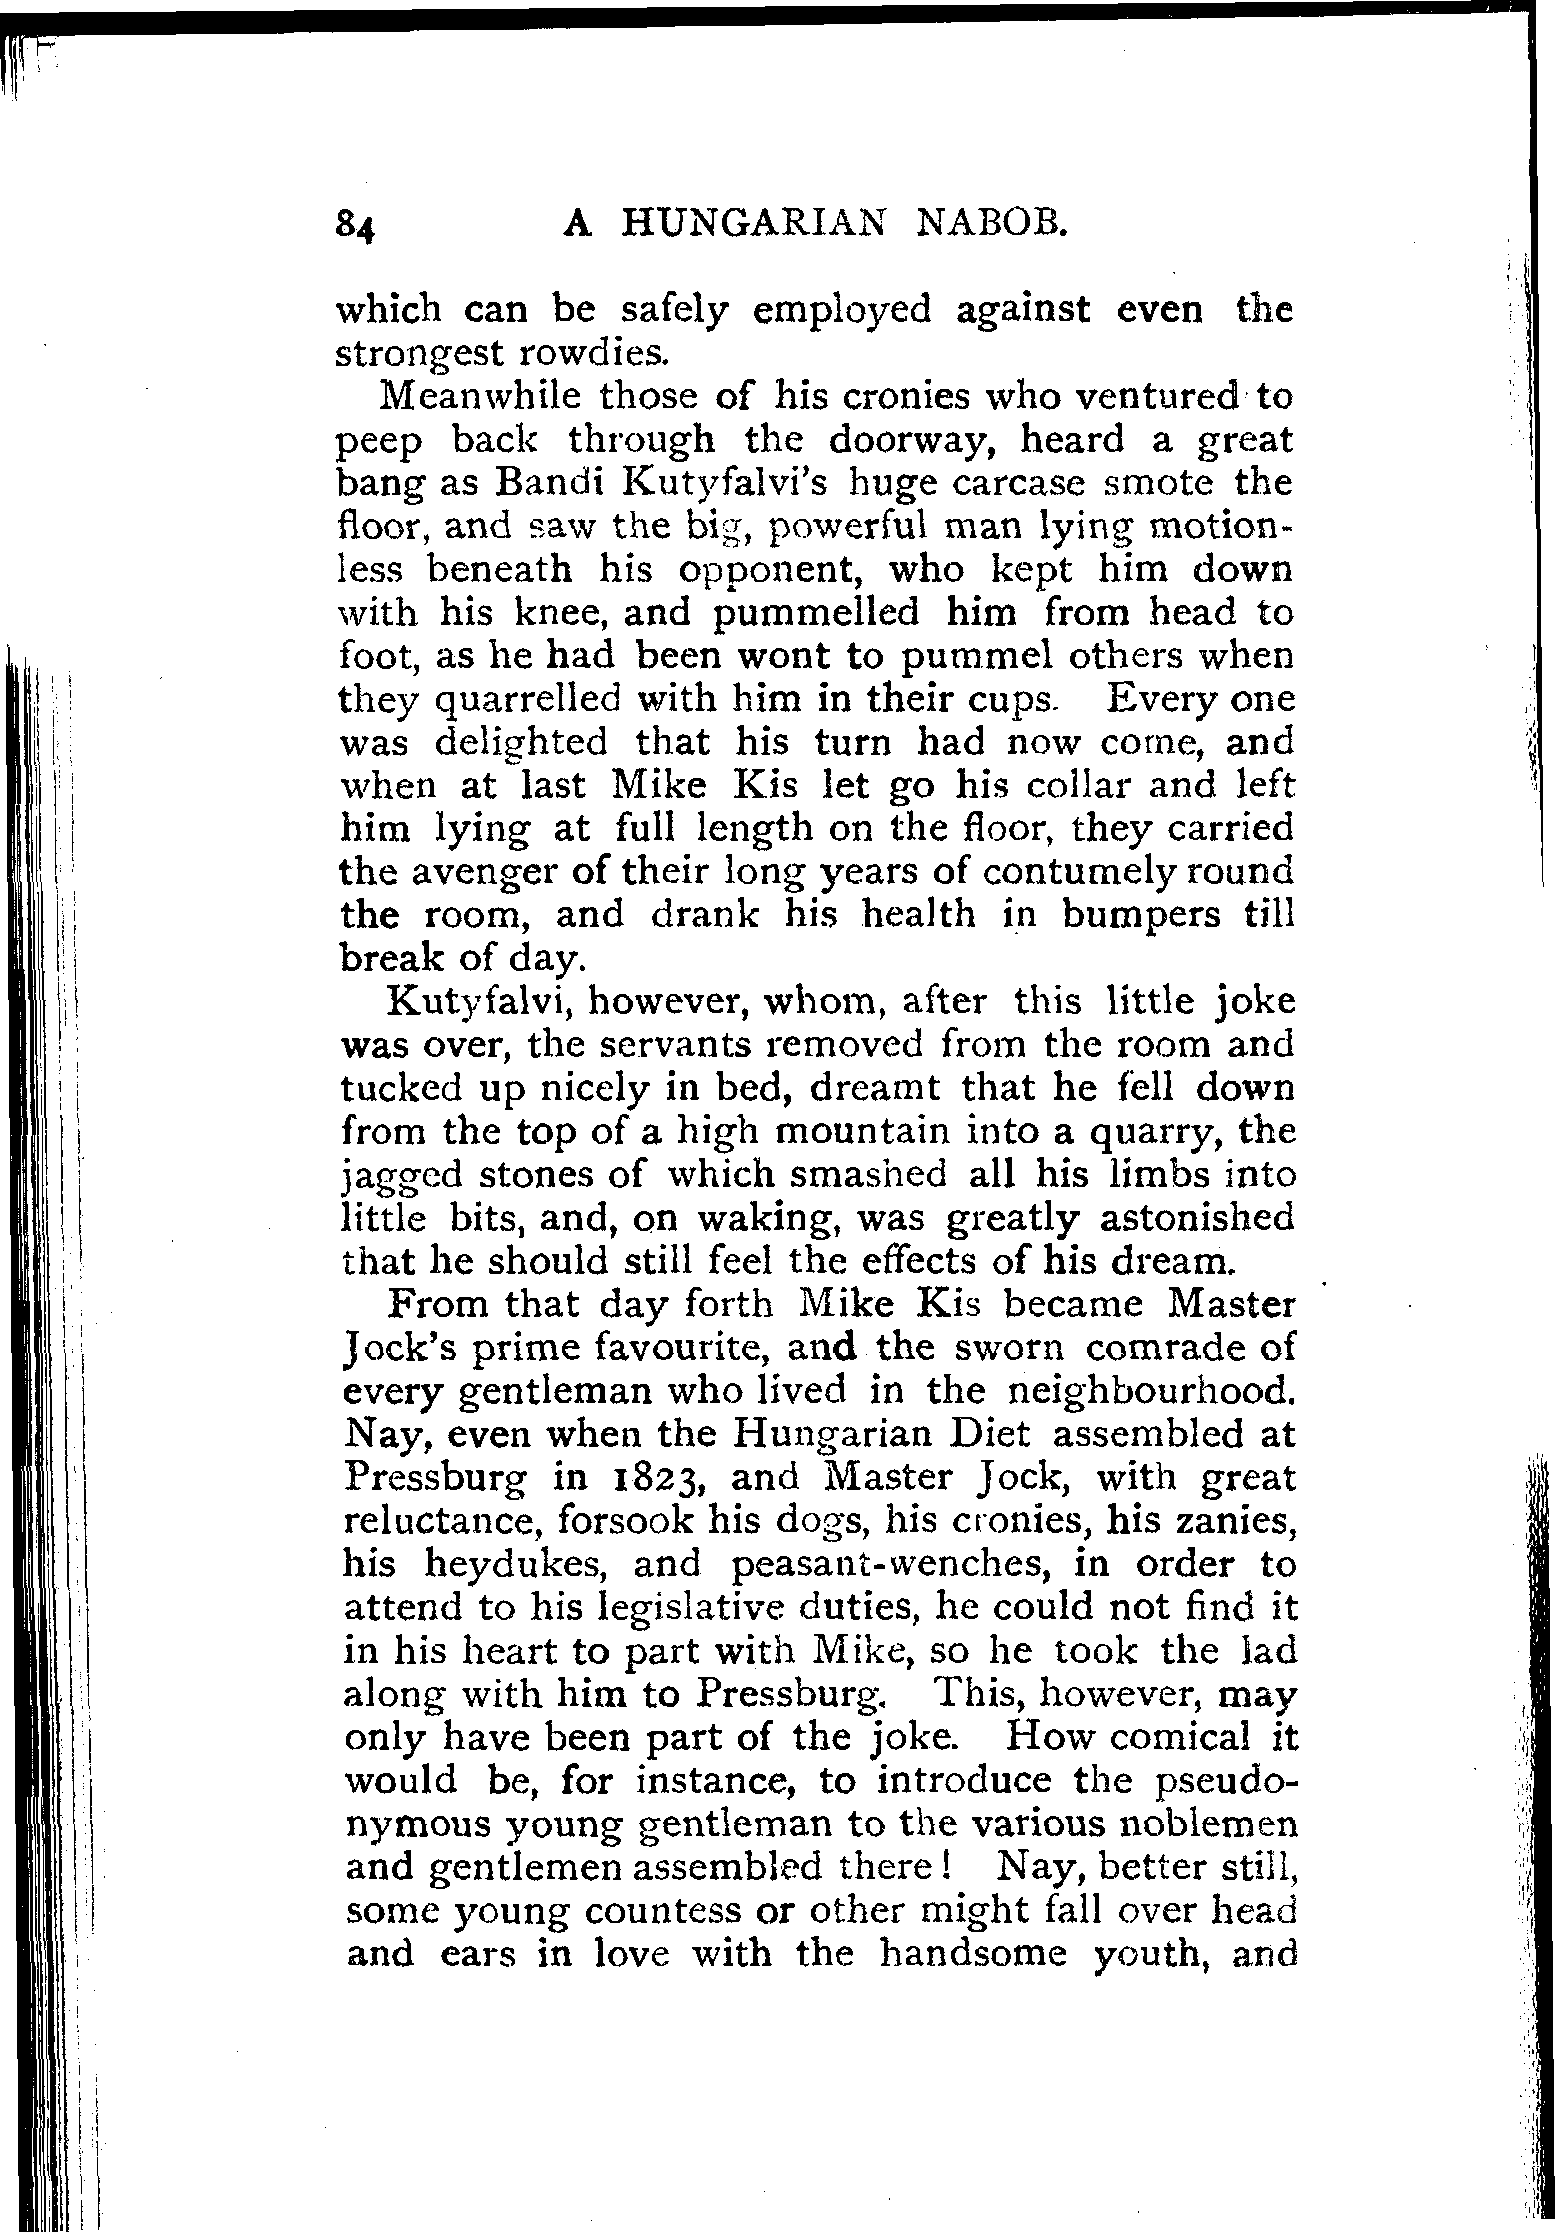 84 A HUNGARIAN NABOB.
which can be safely employed against even the
strongest rowdies.
Meanwhile those of his cronies who ventured to
peep back through the doorway, heard a great
bang as Bandi Kutyfalvi's huge carcase smote the
floor, and saw the big, powerful man lying motion-
less beneath his opponent, who kept him down
with his knee, and pummelled him from head to
foot, as he had been wont to pummel others when
they quarrelled with him in their cups. Every one
was delighted that his turn had now come, and
when at last Mike Kis let go his collar and left
him lying at full length on the floor, they carried
the avenger of their long years of contumely round
the room, and drank his health in bumpers till
break of day.
Kutyfalvi, however, whom, after this little joke
was over, the servants removed from the room and
tucked up nicely in bed, dreamt that he fell down
from the top of a high mountain into a quarry, the
jagged stones of which smashed all his limbs into
little bits, and, on waking, was greatly astonished
that he should still feel the effects of his dream.
From that day forth Mike Kis became Master
Jock's prime favourite, and the sworn comrade of
every gentleman who lived in the neighbourhood.
Nay, even when the Hungarian Diet assembled at
Pressburg in 1823, and Master Jock, with great
reluctance, forsook his dogs, his cronies, his zanies,
his heydukes, and peasant-wenches, in order to
attend to his legislative duties, he could not find it
in his heart to part with Mike, so he took the lad
along with him to Pressburg. This, however, may
only have been part of the joke. How comical it
would be, for instance, to introduce the pseudo-
nymous young gentleman to the various noblemen
and gentlemen assembled there! Nay, better still,
some young countess or other might fall over head
and ears in love with the handsome youth, and